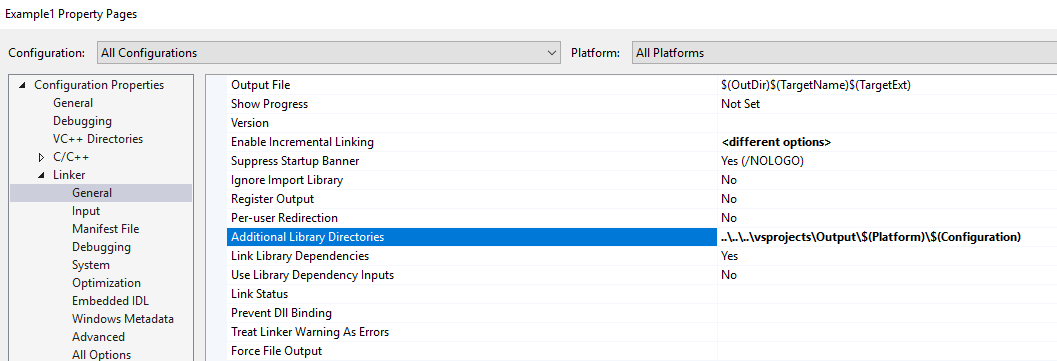 Example1 Property Pages
Configuration: All Configurations Platform: All Platforms
Configuration Properties
General
Debugging
VC++ Directories
C/C++
Linker
General
Input
Manifest File
Debugging
System
Optimization
Embedded IDL
Windows Metadata
Advanced
All Options
Output File $(OutDir)$(TargetName)$(TargetExt)
Show Progress Not Set
Version
Enable Incremental Linking <different options>
Suppress Startup Banner Yes (/NOLOGO)
Ignore Import Library No
Register Output No
Per-user Redirection No
Additional Library Directories ..\..\..\vsprojects\Output\$(Platform)\$(Configuration)
Link Library Dependencies Yes
Use Library Dependency Inputs No
Link Status
Prevent Dll Binding
Treat Linker Warning As Errors
Force File Output